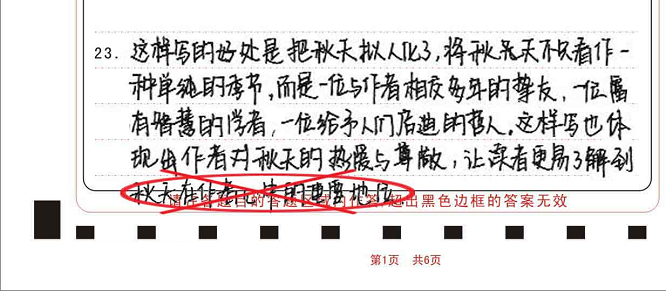 23. 这样写的好处是把秋天拟人化了,将秋天不只看作一
种单纯的季节,而是一位与作者相交多年的挚友,一位富
有智慧的学者,一位给予人们启迪的哲人。这样写也体
现出作者对秋天的热爱与尊敬,让读者更易了解到
秋天在作者心中的重要地位
请在各题目的答题区域内作答,超出黑色边框的答案无效
第1页 共6页